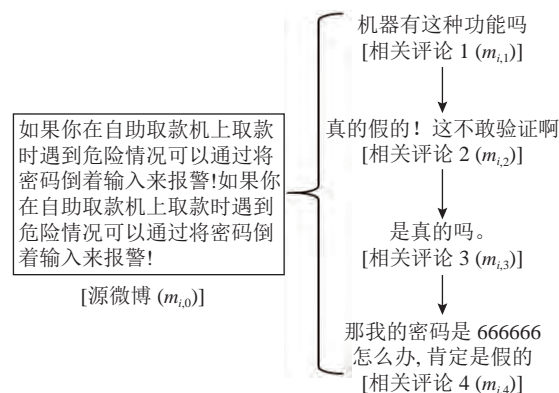 如果你在自助取款机上取款
时遇到危险情况可以通过将
密码倒着输入来报警!如果你
在自助取款机上取款时遇到
危险情况可以通过将密码倒
着输入来报警!
[源微博 (m_{i,0})]
机器有这种功能吗
[相关评论 1 (m_{i,1})]
真的假的！这不敢验证啊
[相关评论 2 (m_{i,2})]
是真的吗。
[相关评论 3 (m_{i,3})]
那我的密码是 666666
怎么办, 肯定是假的
[相关评论 4 (m_{i,4})]